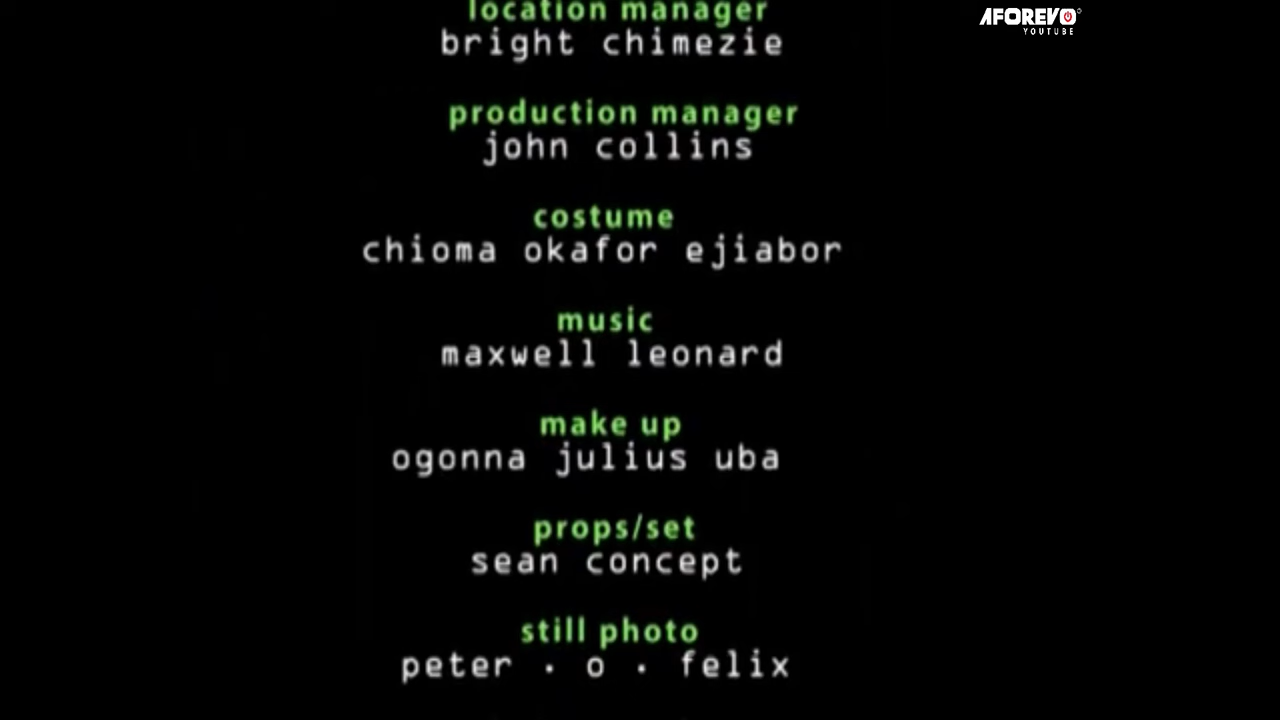 AFOREVO
YOUTUBE
location manager
bright chimezie
production manager
john collins
costume
chioma okafor ejiabor
music
maxwell leonard
make up
ogonna julius uba
props/set
sean concept
still photo
peter . o . felix